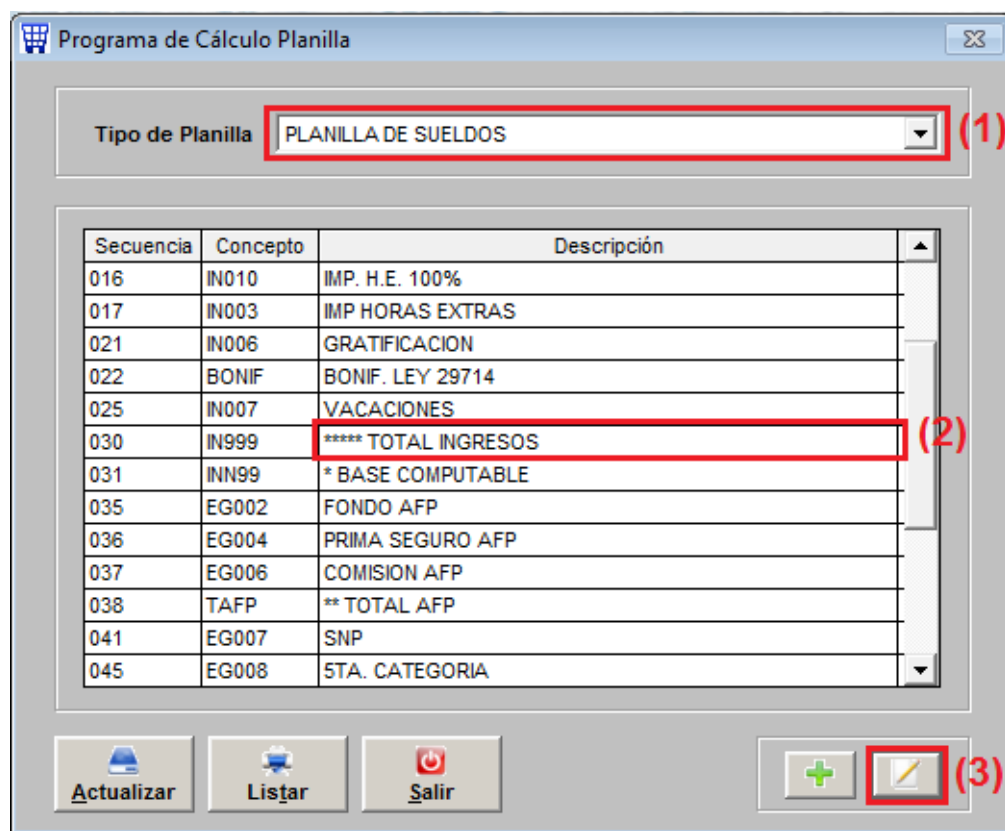 Programa de Cálculo Planilla
Tipo de Planilla PLANILLA DE SUELDOS (1)
Secuencia Concepto Descripción
016 IN010 IMP. H.E. 100%
017 IN003 IMP HORAS EXTRAS
021 IN006 GRATIFICACION
022 BONIF BONIF. LEY 29714
025 IN007 VACACIONES
030 IN999 ***** TOTAL INGRESOS (2)
031 INN99 * BASE COMPUTABLE
035 EG002 FONDO AFP
036 EG004 PRIMA SEGURO AFP
037 EG006 COMISION AFP
038 TAFP ** TOTAL AFP
041 EG007 SNP
045 EG008 5TA. CATEGORIA
Actualizar Listar Salir (3)